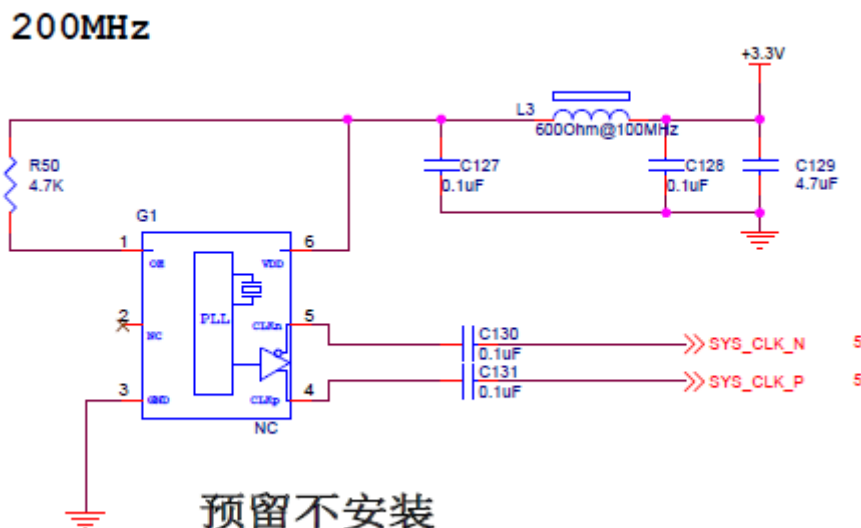 200MHz
+3.3V
L3
600Ohm@100MHz
R50
4.7K
C127
0.1uF
C128
0.1uF
C129
4.7uF
G1
1
6
OE
VDD
2
5
NC
PLL
CLKn
C130
0.1uF
SYS_CLK_N
5
3
4
GND
CLKp
C131
0.1uF
SYS_CLK_P
5
NC
预留不安装